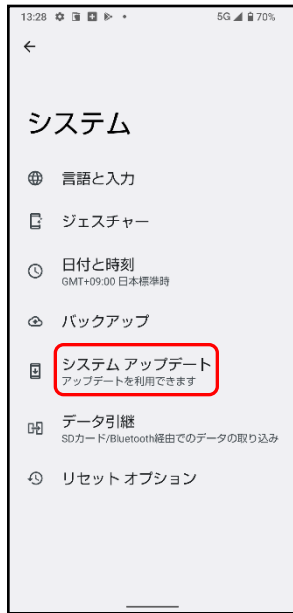 13:28 5G 70%
システム
言語と入力
ジェスチャー
日付と時刻
GMT+09:00 日本標準時
バックアップ
システム アップデート
アップデートを利用できます
データ引継
SDカード/Bluetooth経由でのデータの取り込み
リセット オプション